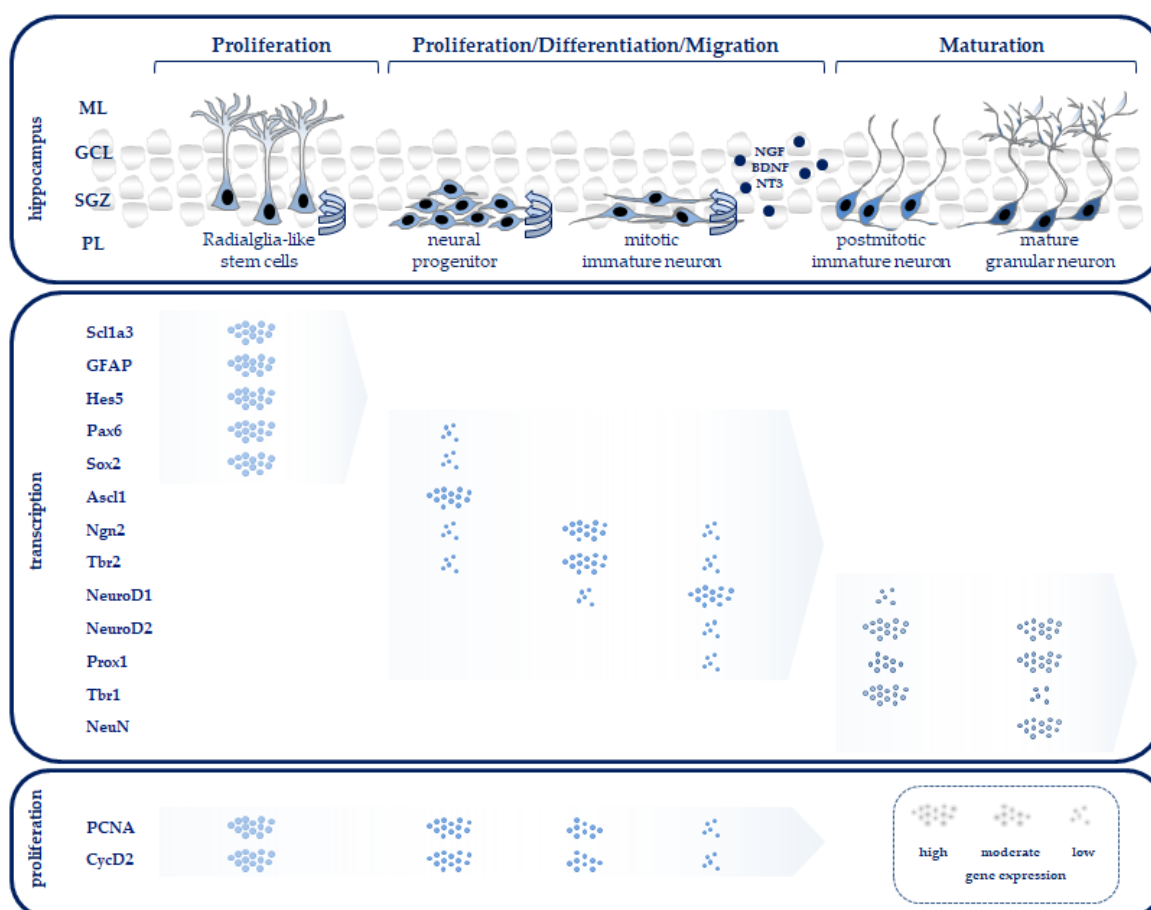 Proliferation
Proliferation/Differentiation/Migration
Maturation
hippocampus
ML
GCL
SGZ
PL
NGF
BDNF
NT3
Radialglia-like
stem cells
neural
progenitor
mitotic
immature neuron
postmitotic
immature neuron
mature
granular neuron
transcription
Scl1a3
GFAP
Hes5
Pax6
Sox2
Ascl1
Ngn2
Tbr2
NeuroD1
NeuroD2
Prox1
Tbr1
NeuN
proliferation
PCNA
CycD2
high moderate low
gene expression